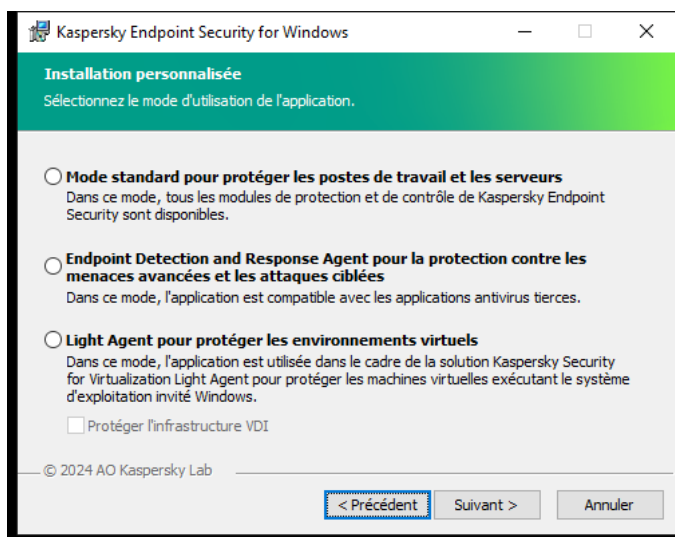 Kaspersky Endpoint Security for Windows
Installation personnalisée
Sélectionnez le mode d'utilisation de l'application.
Mode standard pour protéger les postes de travail et les serveurs
Dans ce mode, tous les modules de protection et de contrôle de Kaspersky Endpoint
Security sont disponibles.
Endpoint Detection and Response Agent pour la protection contre les
menaces avancées et les attaques ciblées
Dans ce mode, l'application est compatible avec les applications antivirus tierces.
Light Agent pour protéger les environnements virtuels
Dans ce mode, l'application est utilisée dans le cadre de la solution Kaspersky Security
for Virtualization Light Agent pour protéger les machines virtuelles exécutant le système
d'exploitation invité Windows.
Protéger l'infrastructure VDI
© 2024 AO Kaspersky Lab
< Précédent Suivant > Annuler